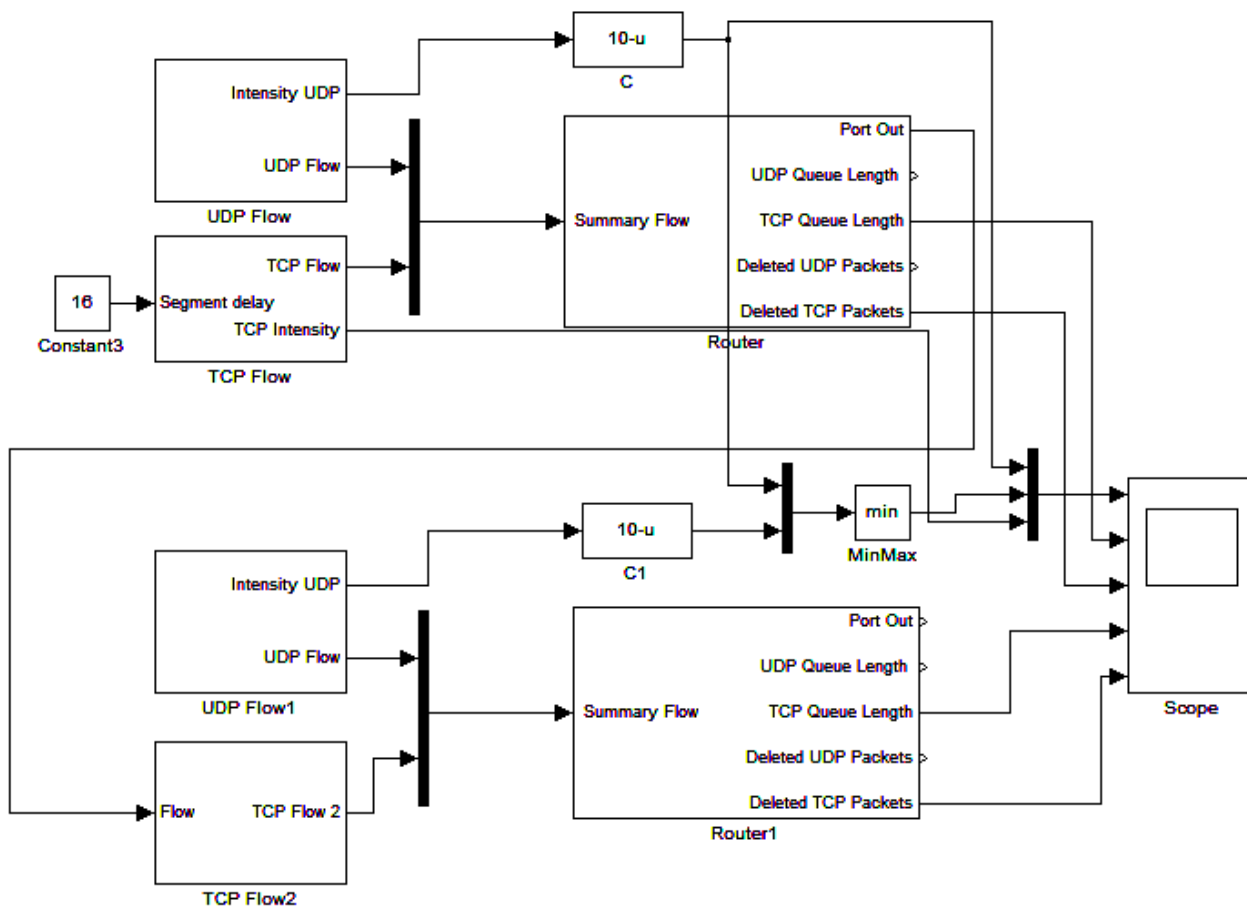 10-u
C
Intensity UDP
UDP Flow
UDP Flow
Port Out
UDP Queue Length
Summary Flow
TCP Queue Length
Deleted UDP Packets
Deleted TCP Packets
Router
TCP Flow
16
Segment delay
TCP Intensity
Constant3
TCP Flow
10-u
C1
min
MinMax
Intensity UDP
UDP Flow
UDP Flow1
Port Out
UDP Queue Length
Summary Flow
TCP Queue Length
Deleted UDP Packets
Deleted TCP Packets
Router1
Scope
Flow
TCP Flow 2
TCP Flow2